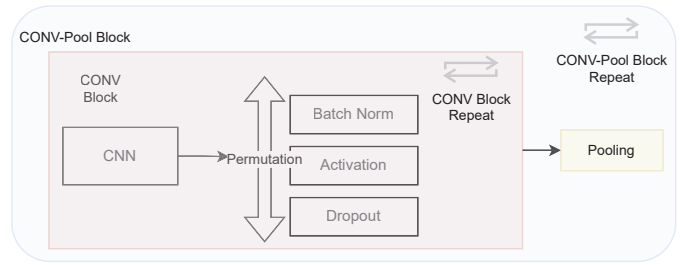 CONV-Pool Block
CONV-Pool Block
Repeat
CONV
Block
CONV Block
Repeat
CNN
Permutation
Batch Norm
Activation
Dropout
Pooling